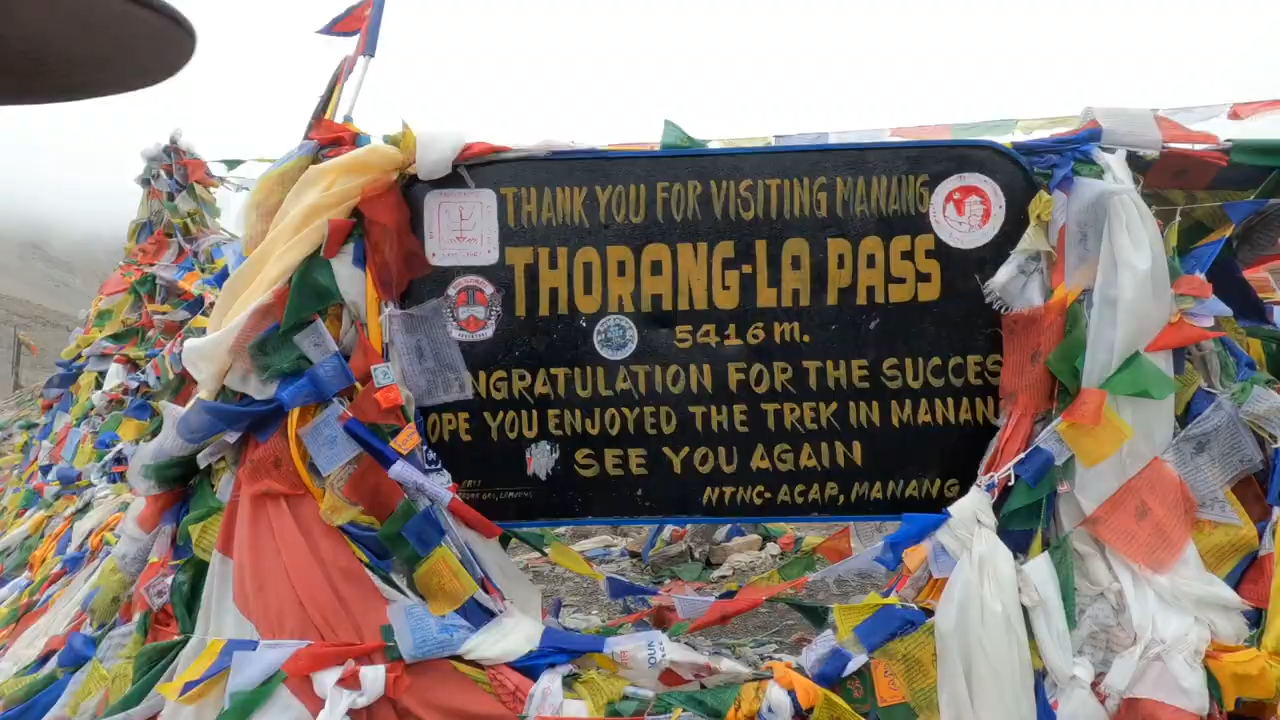 THANK YOU FOR VISITING MANANG
THORANG-LA PASS
5416 m.
NGRATULATION FOR THE SUCCES
OPE YOU ENJOYED THE TREK IN MANAN
SEE YOU AGAIN
NTNC-ACAP, MANANG